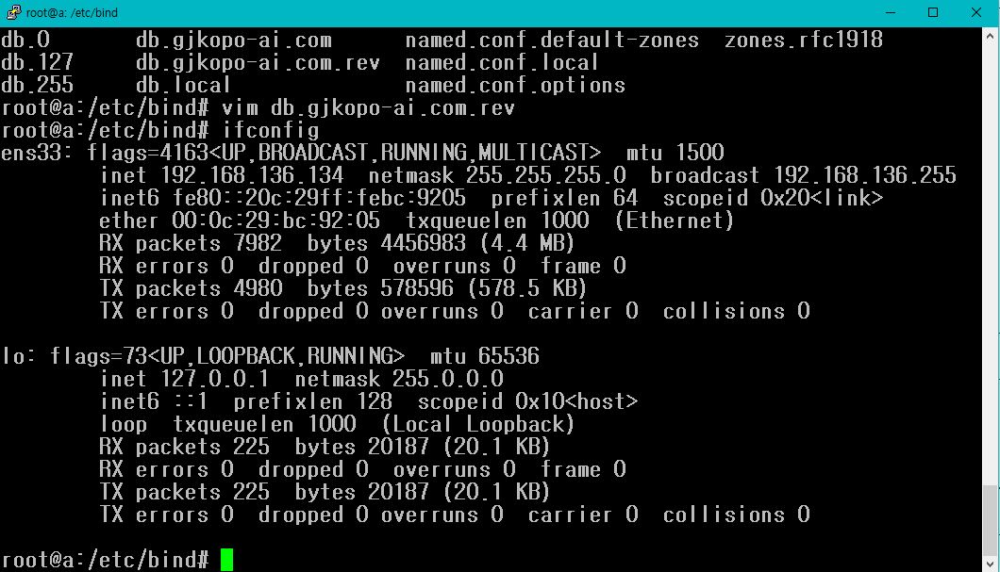 root@a: /etc/bind
db.0       db.gjkopo-ai.com      named.conf.default-zones  zones.rfc1918
db.127     db.gjkopo-ai.com.rev  named.conf.local
db.255     db.local              named.conf.options
root@a:/etc/bind# vim db.gjkopo-ai.com.rev
root@a:/etc/bind# ifconfig
ens33: flags=4163<UP,BROADCAST,RUNNING,MULTICAST>  mtu 1500
        inet 192.168.136.134  netmask 255.255.255.0  broadcast 192.168.136.255
        inet6 fe80::20c:29ff:febc:9205  prefixlen 64  scopeid 0x20<link>
        ether 00:0c:29:bc:92:05  txqueuelen 1000  (Ethernet)
        RX packets 7982  bytes 4456983 (4.4 MB)
        RX errors 0  dropped 0  overruns 0  frame 0
        TX packets 4980  bytes 578596 (578.5 KB)
        TX errors 0  dropped 0 overruns 0  carrier 0  collisions 0

lo: flags=73<UP,LOOPBACK,RUNNING>  mtu 65536
        inet 127.0.0.1  netmask 255.0.0.0
        inet6 ::1  prefixlen 128  scopeid 0x10<host>
        loop  txqueuelen 1000  (Local Loopback)
        RX packets 225  bytes 20187 (20.1 KB)
        RX errors 0  dropped 0  overruns 0  frame 0
        TX packets 225  bytes 20187 (20.1 KB)
        TX errors 0  dropped 0 overruns 0  carrier 0  collisions 0

root@a:/etc/bind#